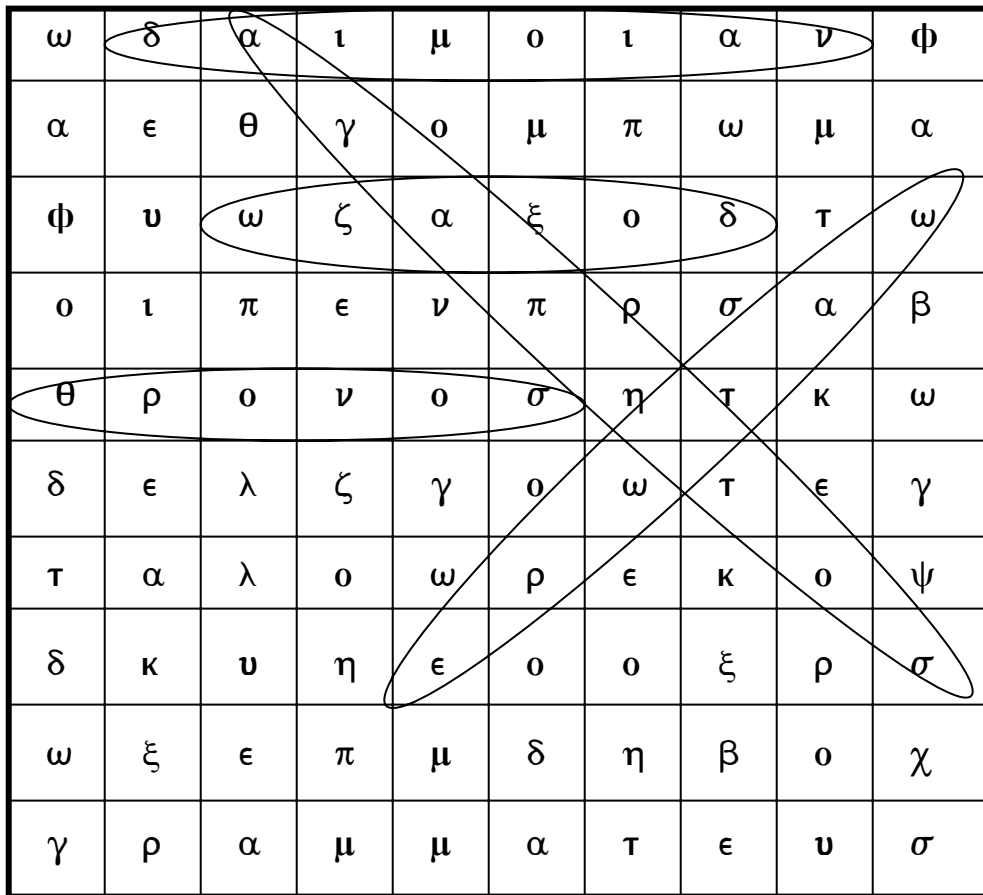 ω δ α ι μ ο ι α ν φ
α ε θ γ ο μ π ω μ α
φ υ ω ζ α ξ ο δ τ ω
ο ι π ε ν π ρ σ α β
θ ρ ο ν ο σ η τ κ ω
δ ε λ ζ γ ο ω τ ε γ
τ α λ ο ω ρ ε κ ο ψ
δ κ υ η ε ο ο ξ ρ σ
ω ξ ε π μ δ η β ο χ
γ ρ α μ μ α τ ε υ σ